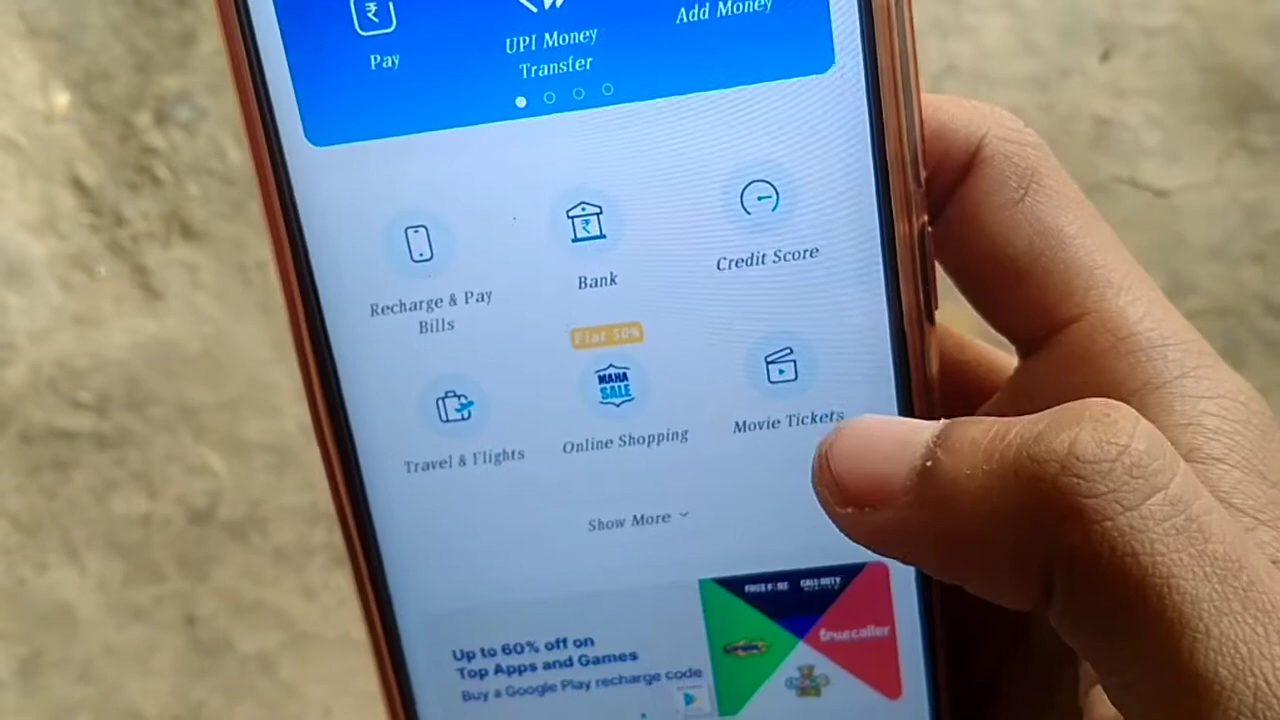 Pay
UPI Money
Transfer
Add Money
Recharge & Pay
Bills
Bank
Credit Score
Flat 50%
MAHA
SALE
Travel & Flights
Online Shopping
Movie Tickets
Show More
Up to 60% off on
Top Apps and Games
Buy a Google Play recharge code
FREE FIRE
CALL OF DUTY
truecaller